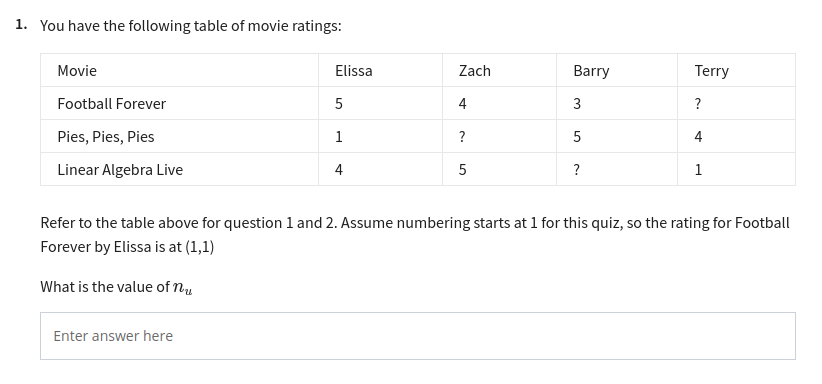 1. You have the following table of movie ratings:
Movie Elissa Zach Barry Terry
Football Forever 5 4 3 ?
Pies, Pies, Pies 1 ? 5 4
Linear Algebra Live 4 5 ? 1
Refer to the table above for question 1 and 2. Assume numbering starts at 1 for this quiz, so the rating for Football
Forever by Elissa is at (1,1)
What is the value of n_u
Enter answer here